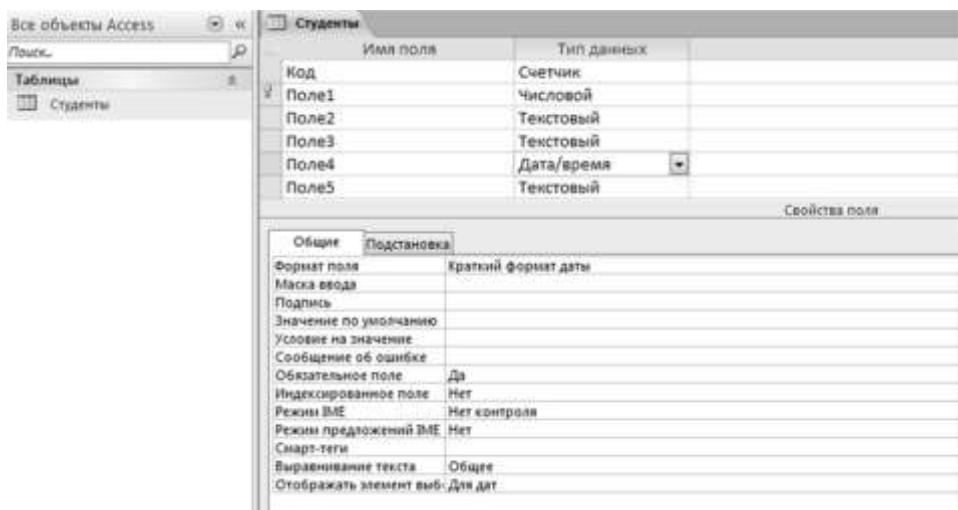 Все объекты Access «
Поиск...
Таблицы
Студенты
Студенты
Имя поля Тип данных
Код Счетчик
Поле1 Числовой
Поле2 Текстовый
Поле3 Текстовый
Поле4 Дата/время
Поле5 Текстовый
Свойства поля
Общие Подстановка
Формат поля Краткий формат даты
Маска ввода
Подпись
Значение по умолчанию
Условие на значение
Сообщение об ошибке
Обязательное поле Да
Индексированное поле Нет
Режим IME Нет контроля
Режим предложений IME Нет
Смарт-теги
Выравнивание текста Общее
Отображать элемент выб Для дат